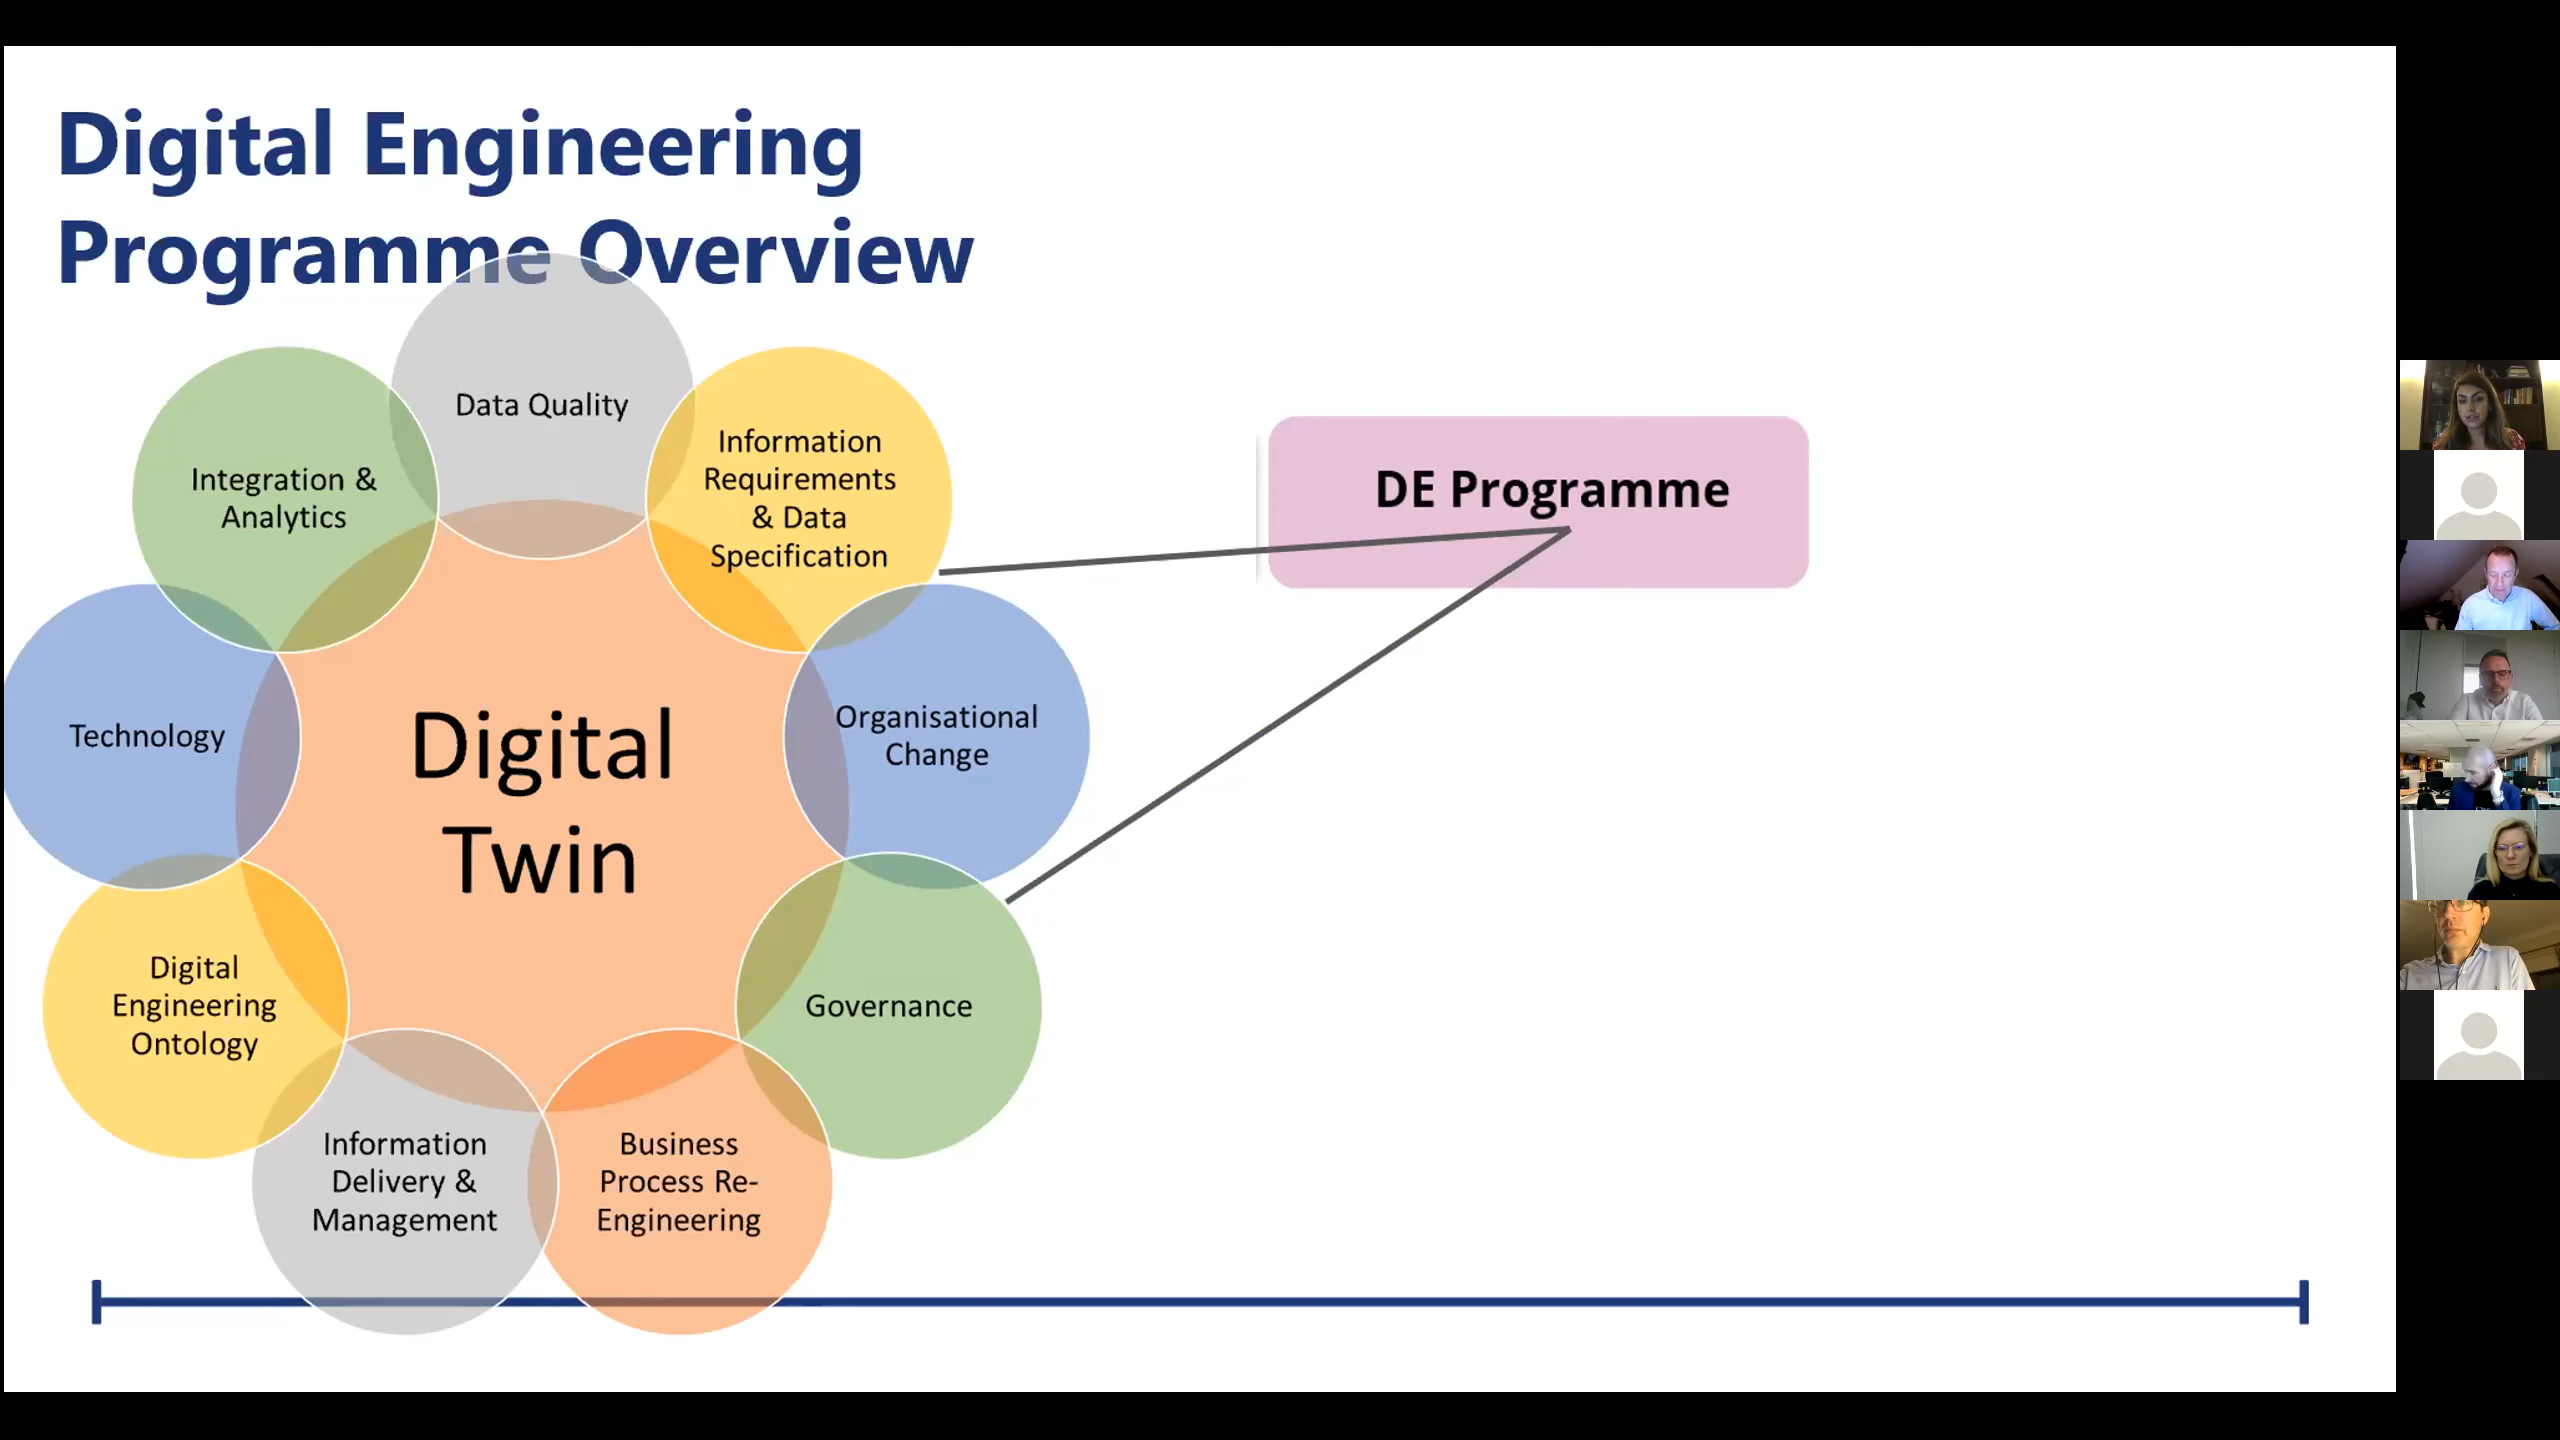 Digital Engineering
Programme Overview
Data Quality
Information
Requirements
& Data
Specification
Organisational
Change
Governance
Business
Process Re-
Engineering
Information
Delivery &
Management
Digital
Engineering
Ontology
Technology
Integration &
Analytics
Digital
Twin
DE Programme